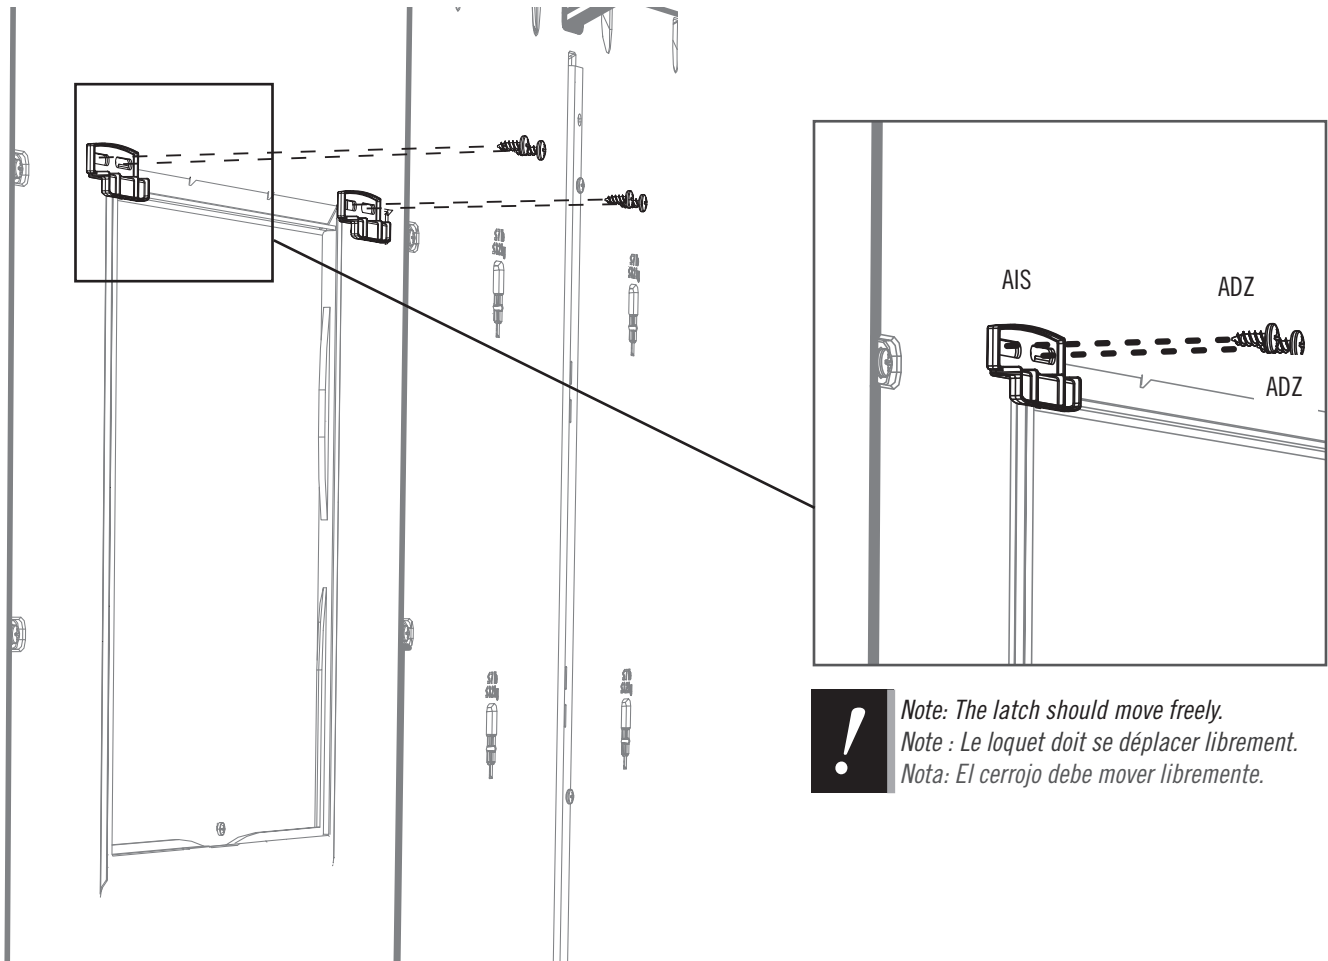 AIS
ADZ
ADZ
!
Note: The latch should move freely.
Note : Le loquet doit se déplacer librement.
Nota: El cerrojo debe mover libremente.